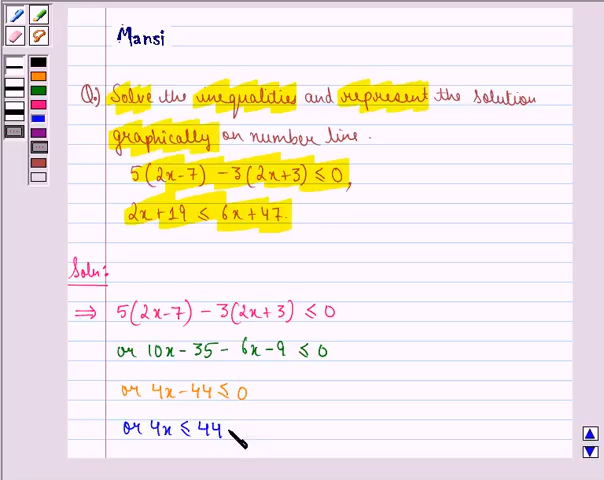 Mansi
Q.) Solve the inequalities and represent the solution
graphically on number line.
5(2x-7) -3(2x+3) ≤ 0,
2x+19 ≤ 6x+47.
Soln:
⇒ 5(2x-7) -3(2x+3) ≤ 0
or 10x-35-6x-9 ≤ 0
or 4x-44 ≤ 0
or 4x ≤ 44